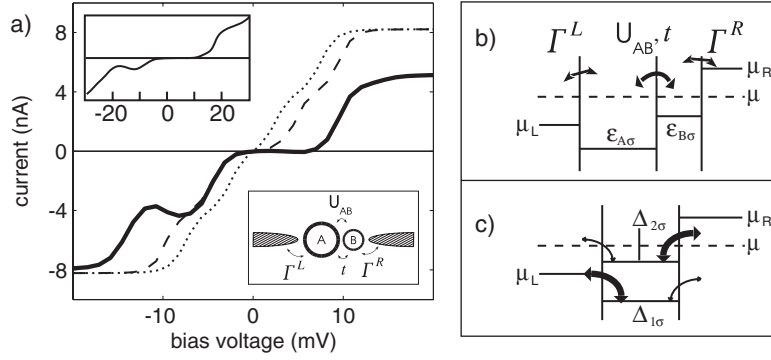 a)
current (nA)
8
4
0
-4
-8
-10 0 10
bias voltage (mV)
-20 0 20
U_AB
A B
Γ^L t Γ^R
b)
Γ^L U_AB, t Γ^R
μ_R
μ
μ_L
ε_Aσ ε_Bσ
c)
Δ_2σ μ_R
μ
μ_L
Δ_1σ